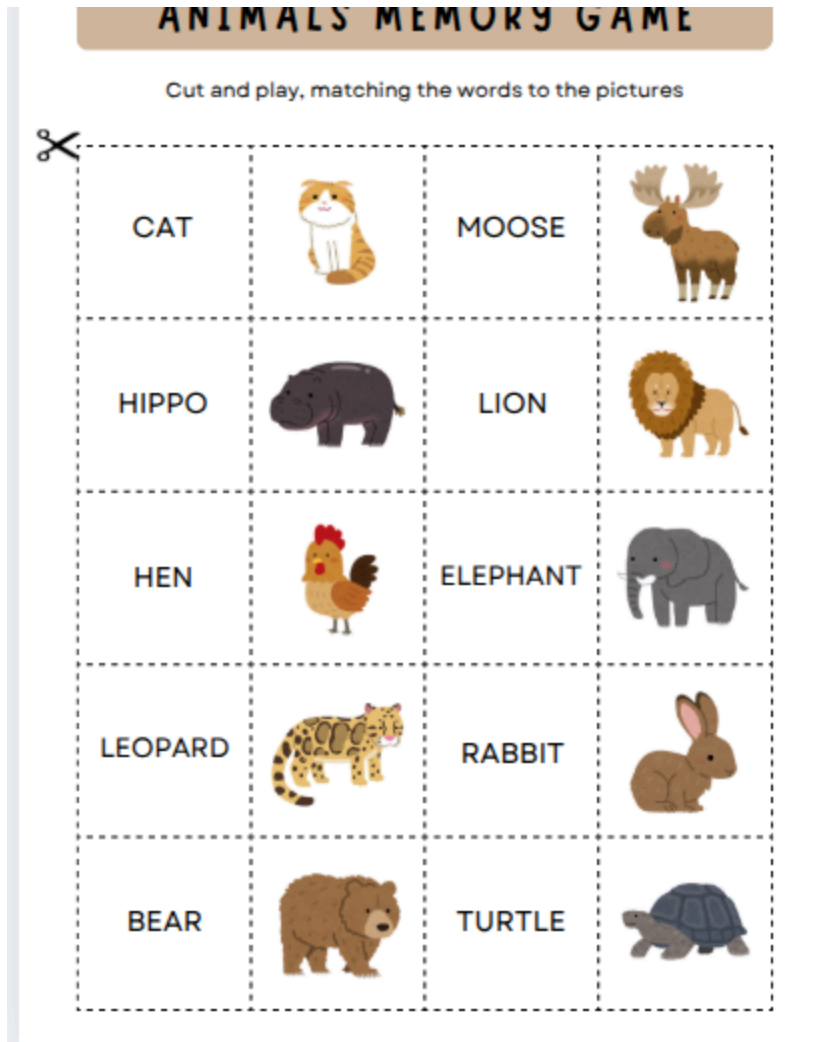 ANIMALS MEMORY GAME
Cut and play, matching the words to the pictures
CAT
MOOSE
HIPPO
LION
HEN
ELEPHANT
LEOPARD
RABBIT
BEAR
TURTLE